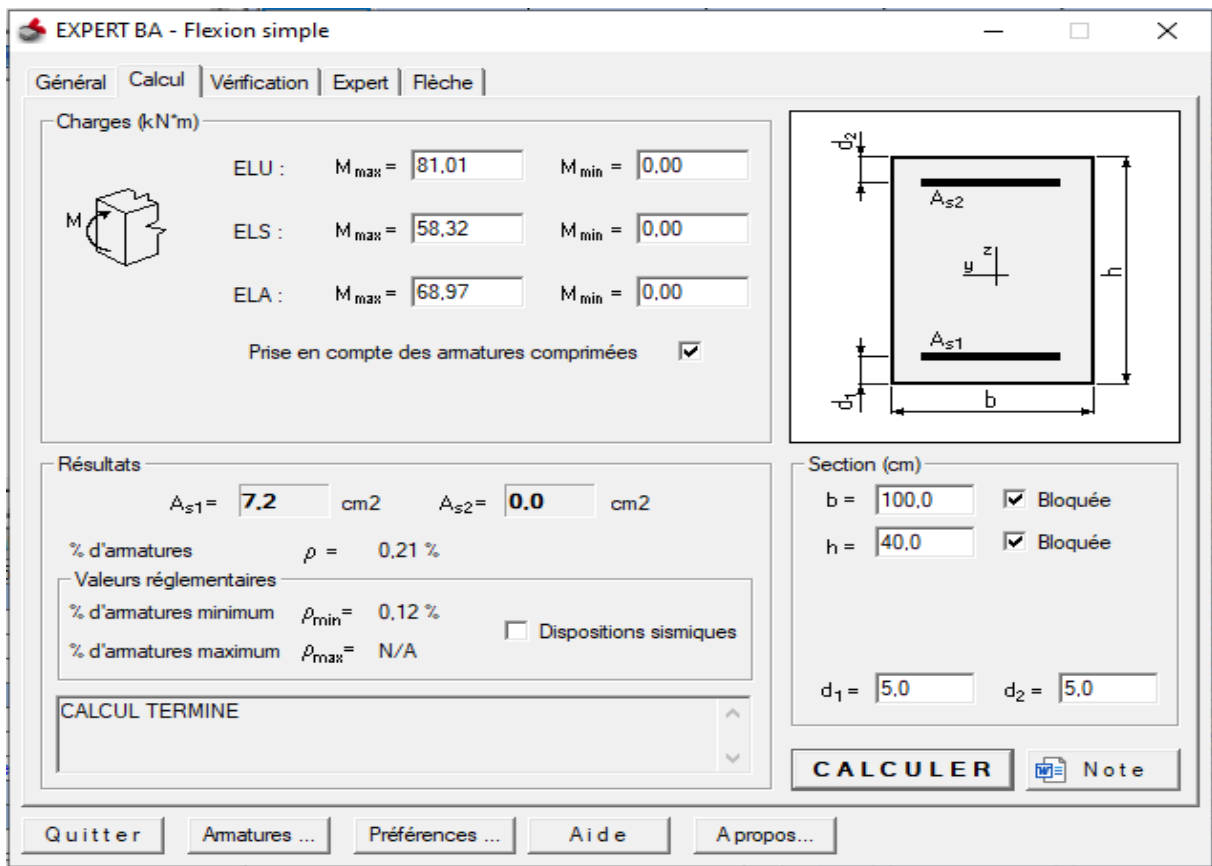 EXPERT BA - Flexion simple
Général Calcul Vérification Expert Flèche
Charges (kN*m)
ELU : M max = 81,01 M min = 0,00
ELS : M max = 58,32 M min = 0,00
ELA : M max = 68,97 M min = 0,00
M
Prise en compte des armatures comprimées
d2
As2
z
y
h
As1
d1
b
Résultats
As1= 7,2 cm2 As2= 0,0 cm2
% d'armatures ρ = 0,21 %
Valeurs réglementaires
% d'armatures minimum ρmin= 0,12 %
Dispositions sismiques
% d'armatures maximum ρmax= N/A
CALCUL TERMINE
Section (cm)
b = 100,0 Bloquée
h = 40,0 Bloquée
d1 = 5,0 d2 = 5,0
CALCULER Note
Quitter Armatures ... Préférences ... Aide A propos...